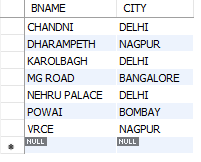 BNAME CITY
CHANDNI DELHI
DHARAMPETH NAGPUR
KAROLBAGH DELHI
MG ROAD BANGALORE
NEHRU PALACE DELHI
POWAI BOMBAY
VRCE NAGPUR
NULL NULL